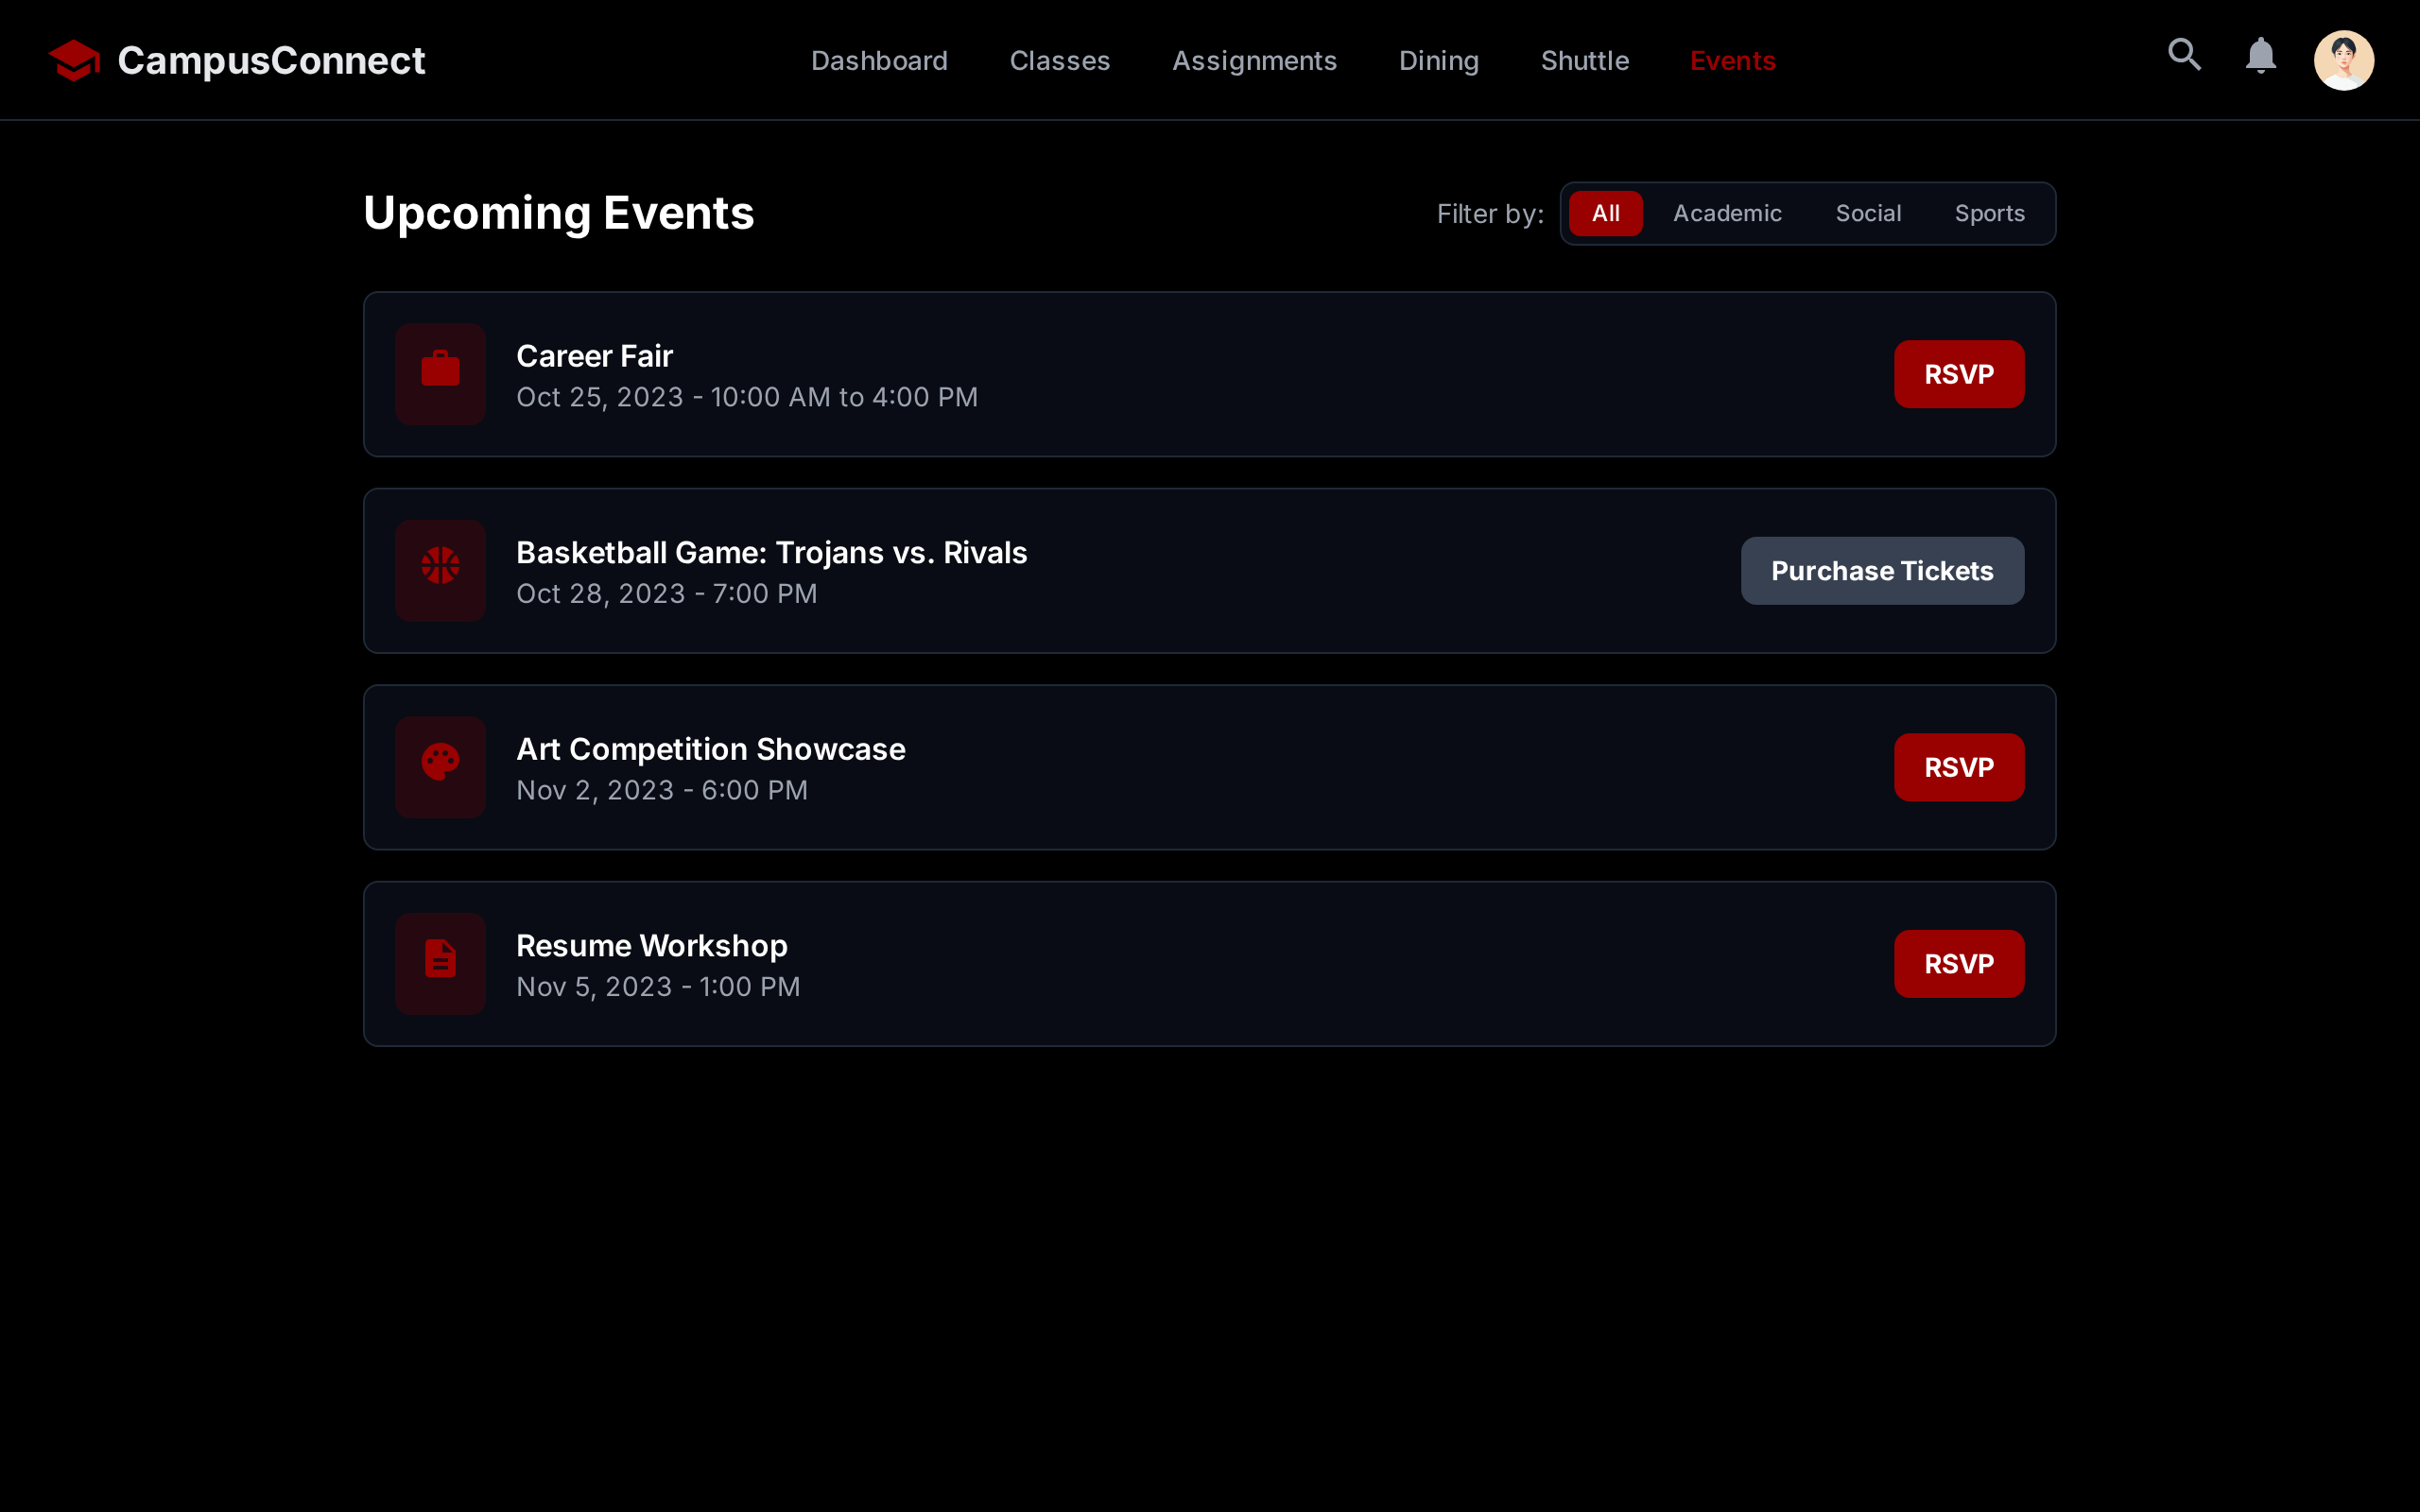 CampusConnect
Dashboard
Classes
Assignments
Dining
Shuttle
Events
Upcoming Events
Filter by:
All
Academic
Social
Sports
Career Fair
Oct 25, 2023 - 10:00 AM to 4:00 PM
RSVP
Basketball Game: Trojans vs. Rivals
Oct 28, 2023 - 7:00 PM
Purchase Tickets
Art Competition Showcase
Nov 2, 2023 - 6:00 PM
RSVP
Resume Workshop
Nov 5, 2023 - 1:00 PM
RSVP